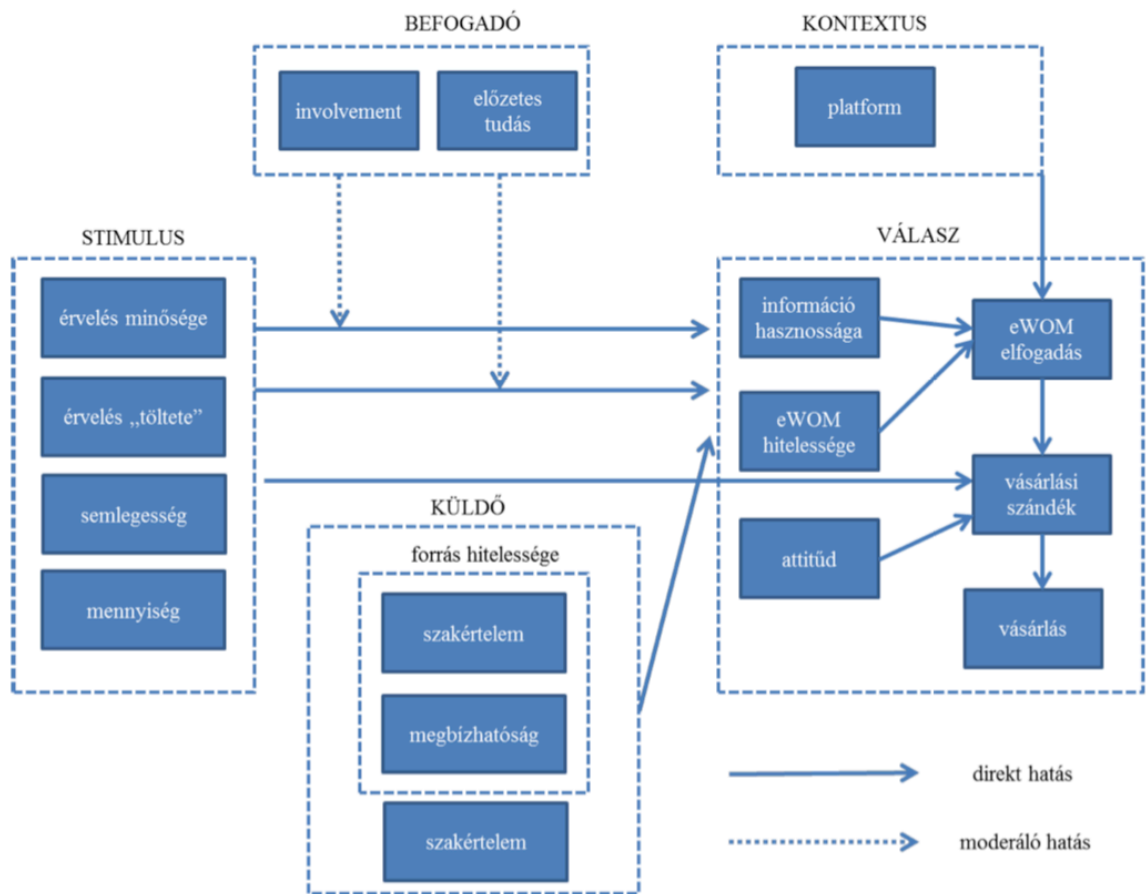 BEFOGADÓ
involvement
előzetes
tudás
KONTEXTUS
platform
STIMULUS
érvelés minősége
érvelés „töltete”
semlegesség
mennyiség
KÜLDŐ
forrás hitelessége
szakértelem
megbízhatóság
szakértelem
VÁLASZ
információ
hasznossága
eWOM
hitelessége
attitűd
eWOM
elfogadás
vásárlási
szándék
vásárlás
direkt hatás
moderáló hatás